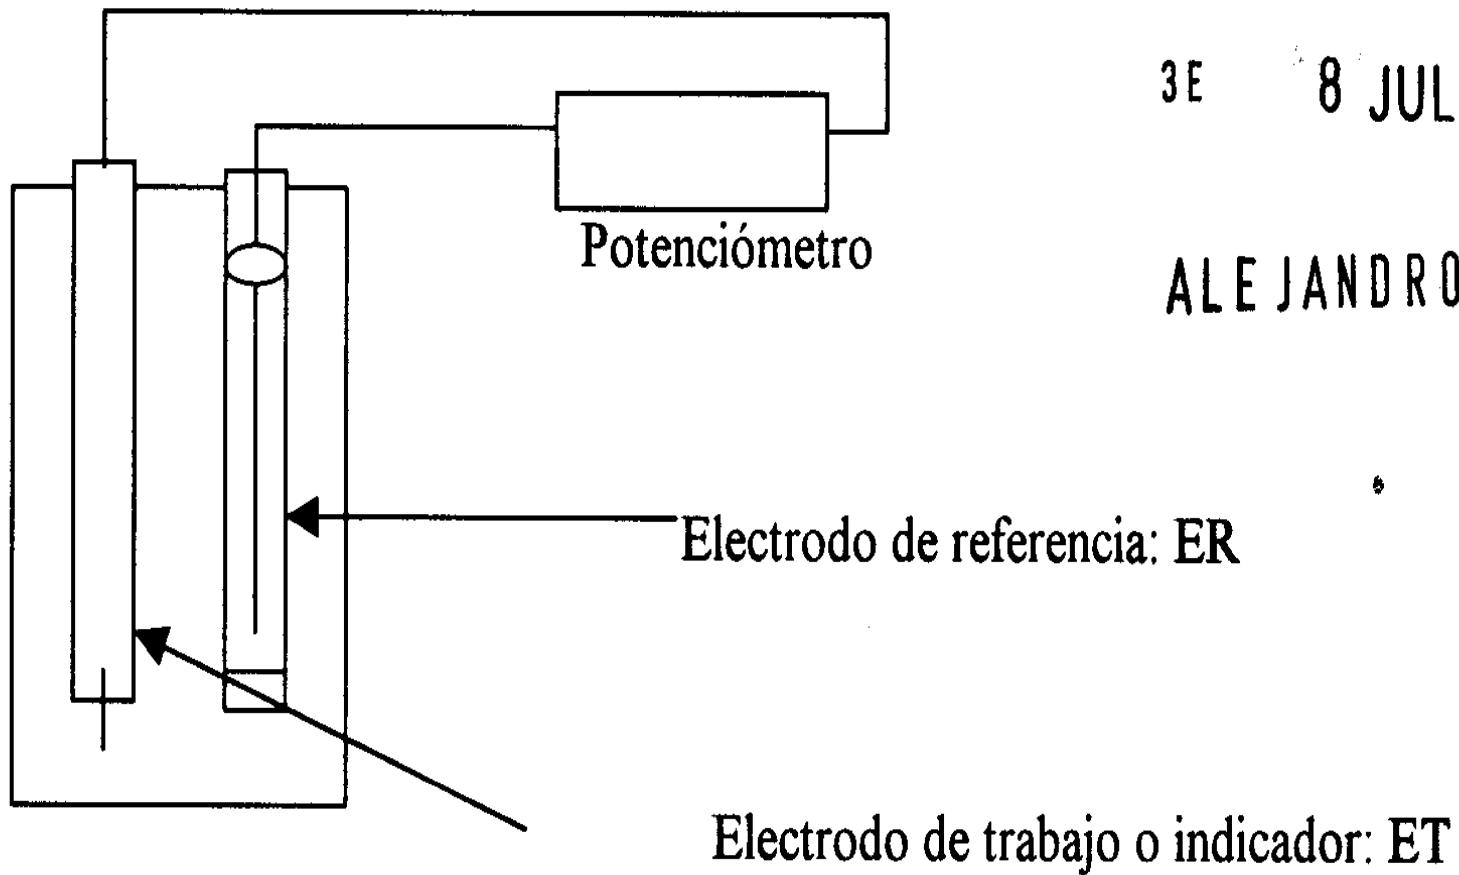 3E 8 JUL
Potenciómetro
ALEJANDRO
Electrodo de referencia: ER
Electrodo de trabajo o indicador: ET